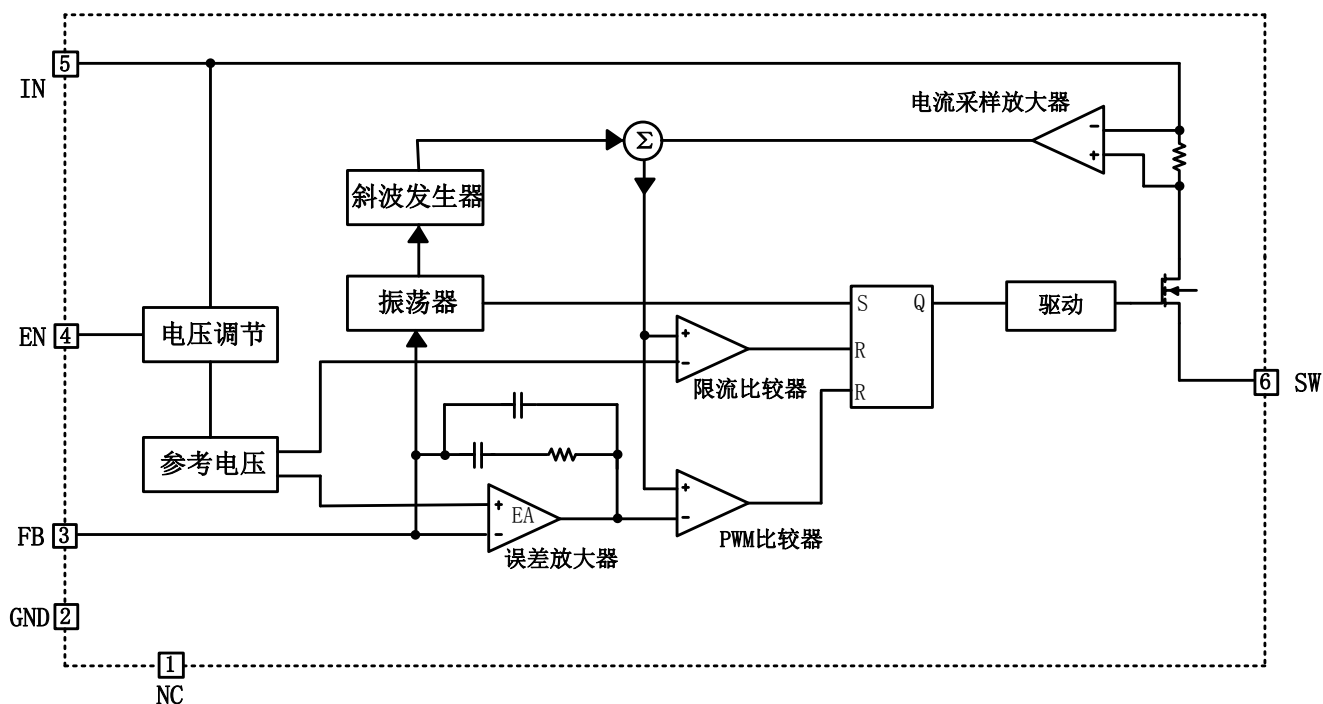 5
IN
电流采样放大器
-
+
Σ
斜波发生器
振荡器
S
Q
驱动
EN
4
电压调节
+
-
R
限流比较器
R
6
SW
参考电压
+
EA
-
误差放大器
+
-
PWM比较器
FB
3
GND
2
1
NC